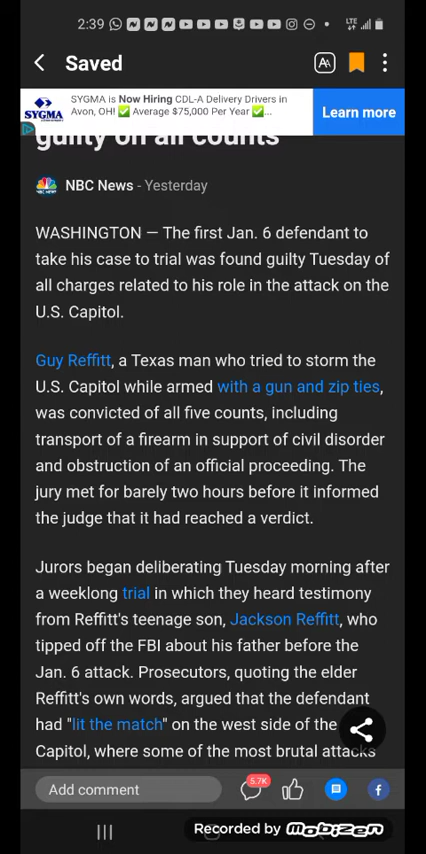 2:39
LTE
Saved
SYGMA is Now Hiring CDL-A Delivery Drivers in
Avon, OH! ✅ Average $75,000 Per Year ✅...
SYGMA
Learn more
guilty on all counts
NBC News - Yesterday
WASHINGTON — The first Jan. 6 defendant to
take his case to trial was found guilty Tuesday of
all charges related to his role in the attack on the
U.S. Capitol.
Guy Reffitt, a Texas man who tried to storm the
U.S. Capitol while armed with a gun and zip ties,
was convicted of all five counts, including
transport of a firearm in support of civil disorder
and obstruction of an official proceeding. The
jury met for barely two hours before it informed
the judge that it had reached a verdict.
Jurors began deliberating Tuesday morning after
a weeklong trial in which they heard testimony
from Reffitt's teenage son, Jackson Reffitt, who
tipped off the FBI about his father before the
Jan. 6 attack. Prosecutors, quoting the elder
Reffitt's own words, argued that the defendant
had "lit the match" on the west side of the
Capitol, where some of the most brutal attacks
Add comment
5.7K
Recorded by Mobizen